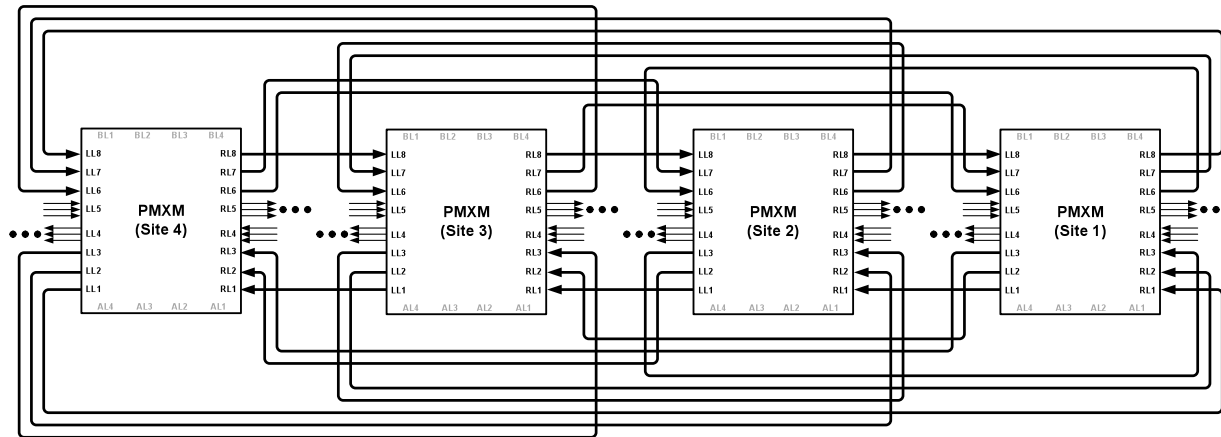 BL1 BL2 BL3 BL4 BL1 BL2 BL3 BL4 BL1 BL2 BL3 BL4 BL1 BL2 BL3 BL4
LL8 RL8 LL8 RL8 LL8 RL8 LL8 RL8
LL7 RL7 LL7 RL7 LL7 RL7 LL7 RL7
LL6 RL6 LL6 RL6 LL6 RL6 LL6 RL6
LL5 PMXM RL5 LL5 PMXM RL5 LL5 PMXM RL5 LL5 PMXM RL5
(Site 4) (Site 3) (Site 2) (Site 1)
LL4 RL4 LL4 RL4 LL4 RL4 LL4 RL4
LL3 RL3 LL3 RL3 LL3 RL3 LL3 RL3
LL2 RL2 LL2 RL2 LL2 RL2 LL2 RL2
LL1 RL1 LL1 RL1 LL1 RL1 LL1 RL1
AL4 AL3 AL2 AL1 AL4 AL3 AL2 AL1 AL4 AL3 AL2 AL1 AL4 AL3 AL2 AL1